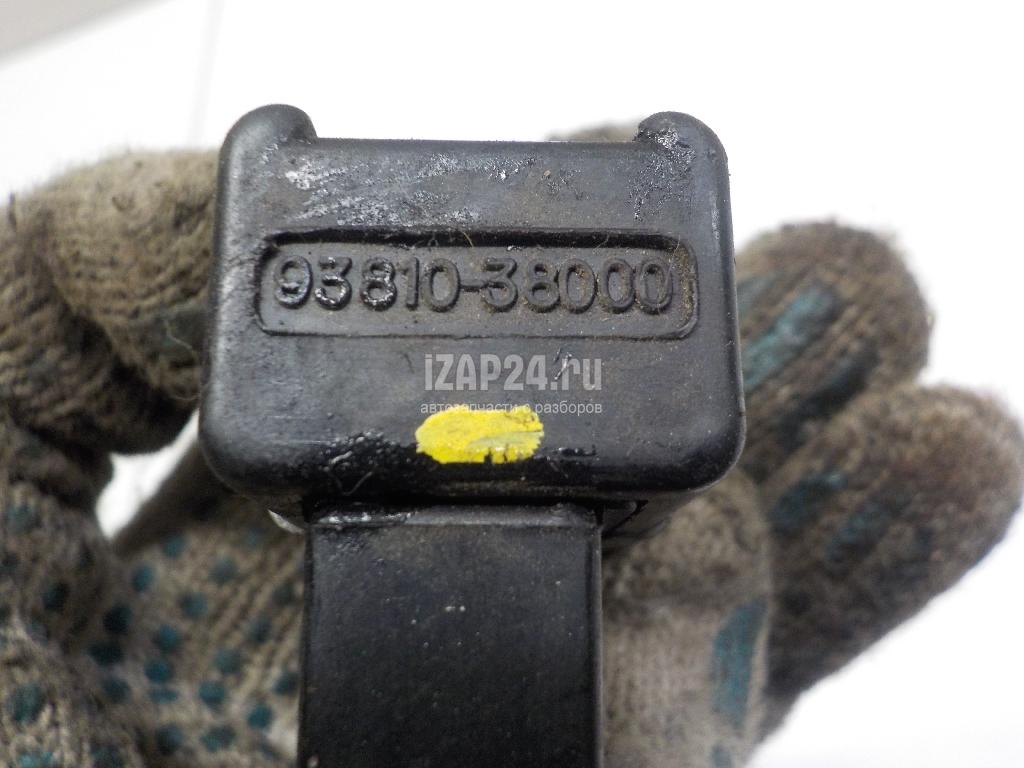 93810-38000
iZAP24.ru
автозапчасти с разборов